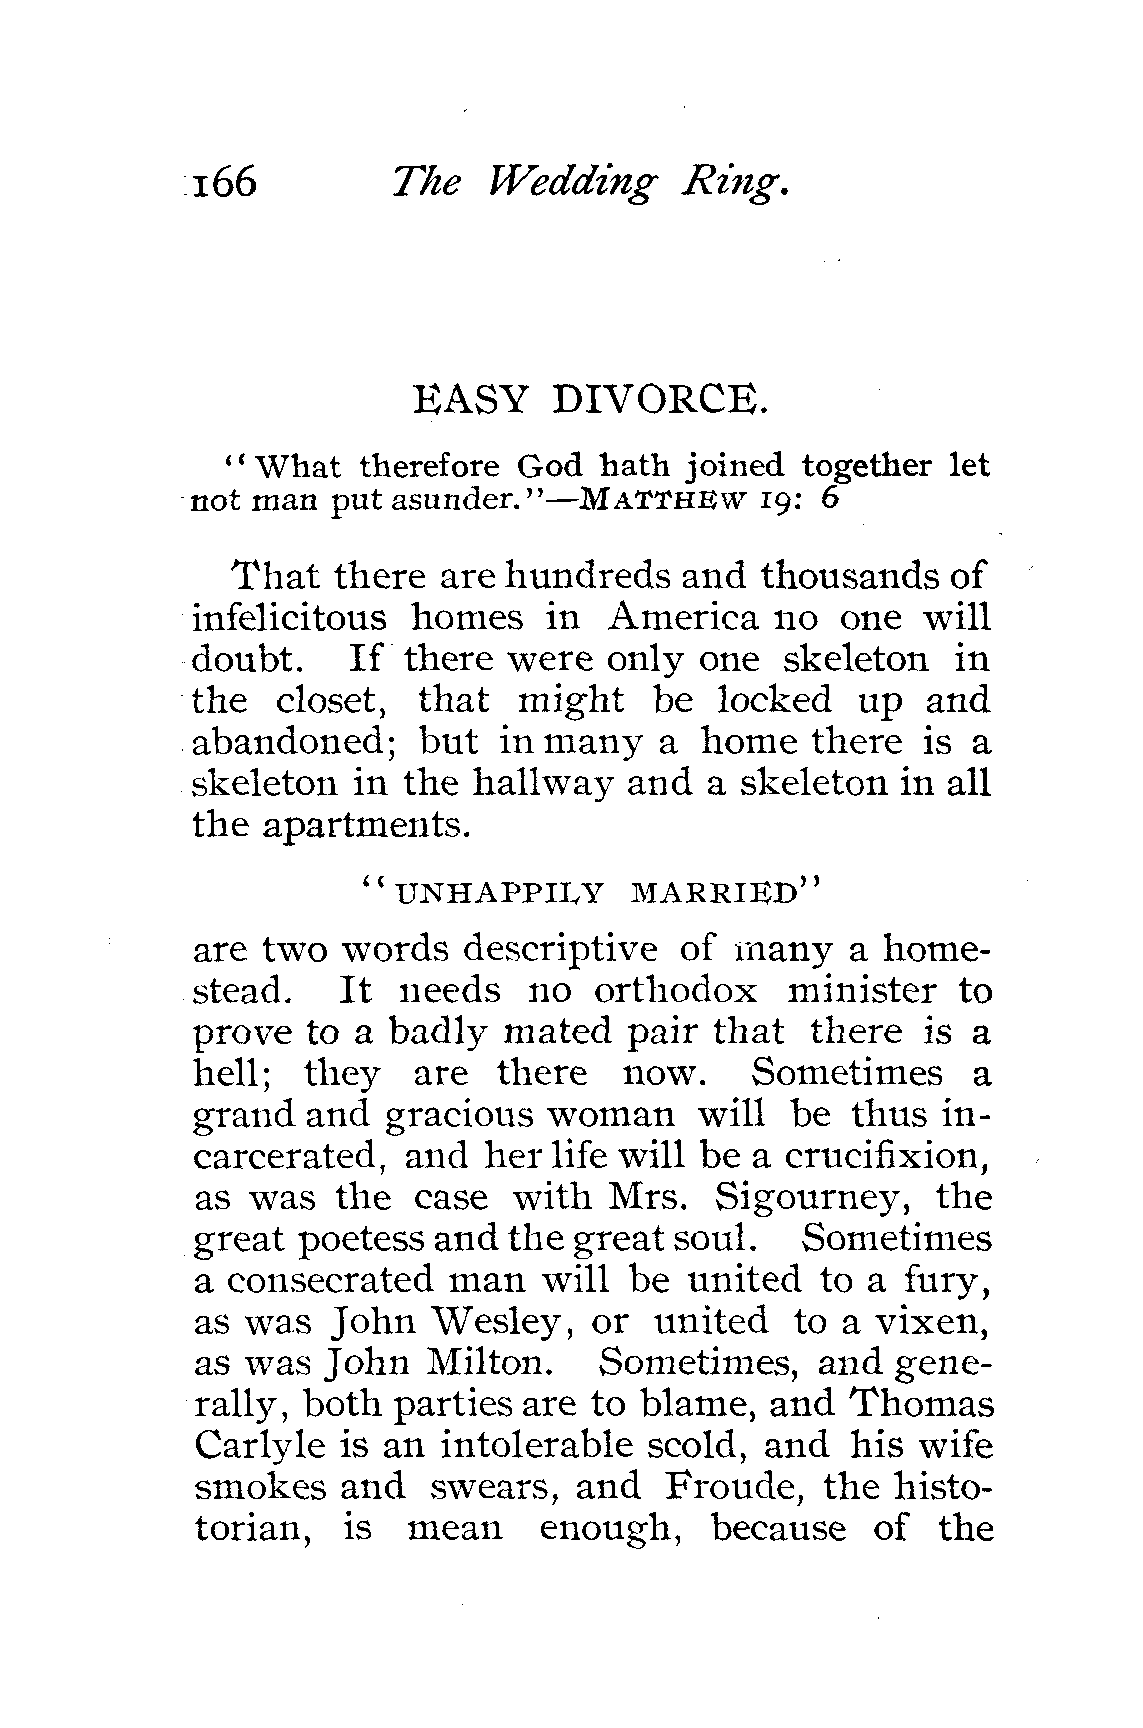 166 The Wedding Ring.
EASY DIVORCE.
"What therefore God hath joined together let
not man put asunder."—MATTHEW 19: 6
That there are hundreds and thousands of
infelicitous homes in America no one will
doubt. If there were only one skeleton in
the closet, that might be locked up and
abandoned; but in many a home there is a
skeleton in the hallway and a skeleton in all
the apartments.
"UNHAPPILY MARRIED"
are two words descriptive of many a home-
stead. It needs no orthodox minister to
prove to a badly mated pair that there is a
hell; they are there now. Sometimes a
grand and gracious woman will be thus in-
carcerated, and her life will be a crucifixion,
as was the case with Mrs. Sigourney, the
great poetess and the great soul. Sometimes
a consecrated man will be united to a fury,
as was John Wesley, or united to a vixen,
as was John Milton. Sometimes, and gene-
rally, both parties are to blame, and Thomas
Carlyle is an intolerable scold, and his wife
smokes and swears, and Froude, the histo-
torian, is mean enough, because of the